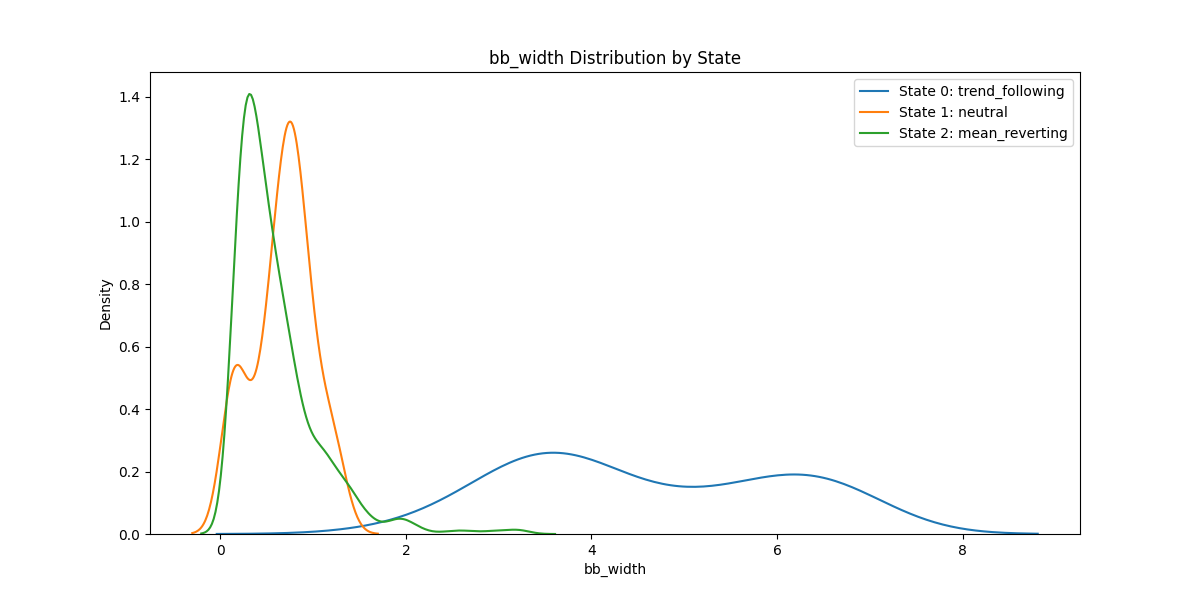 bb_width Distribution by State
State 0: trend_following
State 1: neutral
State 2: mean_reverting
Density
1.4
1.2
1.0
0.8
0.6
0.4
0.2
0.0
0 2 4 6 8
bb_width